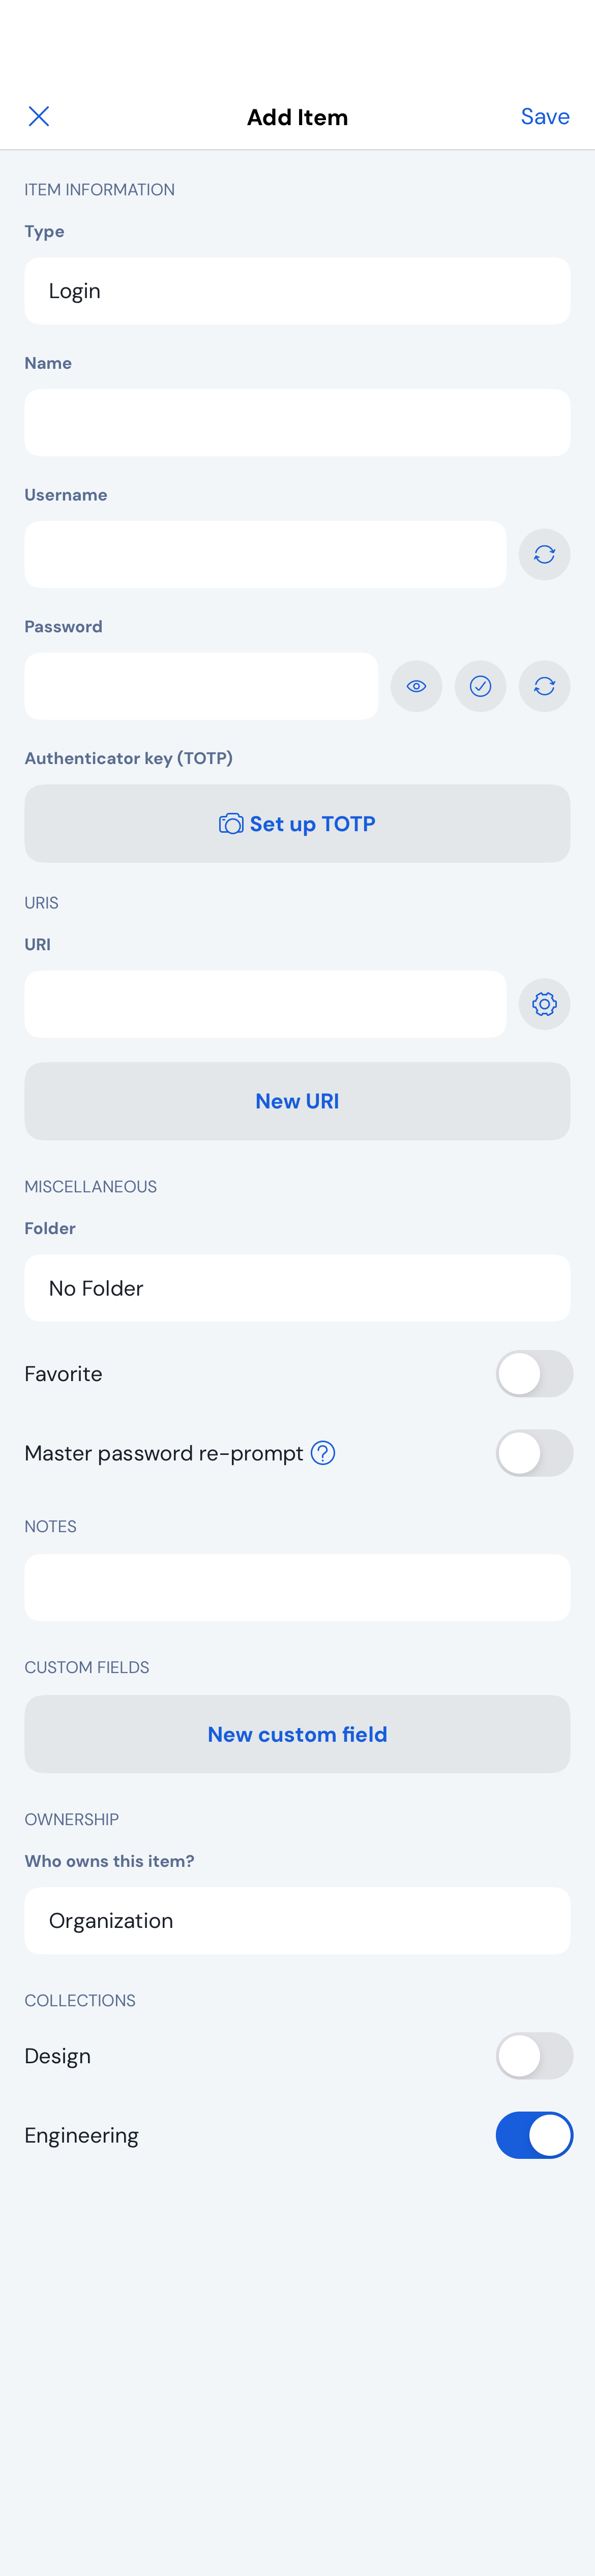 Add Item
Save
ITEM INFORMATION
Type
Login
Name
Username
Password
Authenticator key (TOTP)
Set up TOTP
URIS
URI
New URI
MISCELLANEOUS
Folder
No Folder
Favorite
Master password re-prompt
NOTES
CUSTOM FIELDS
New custom field
OWNERSHIP
Who owns this item?
Organization
COLLECTIONS
Design
Engineering